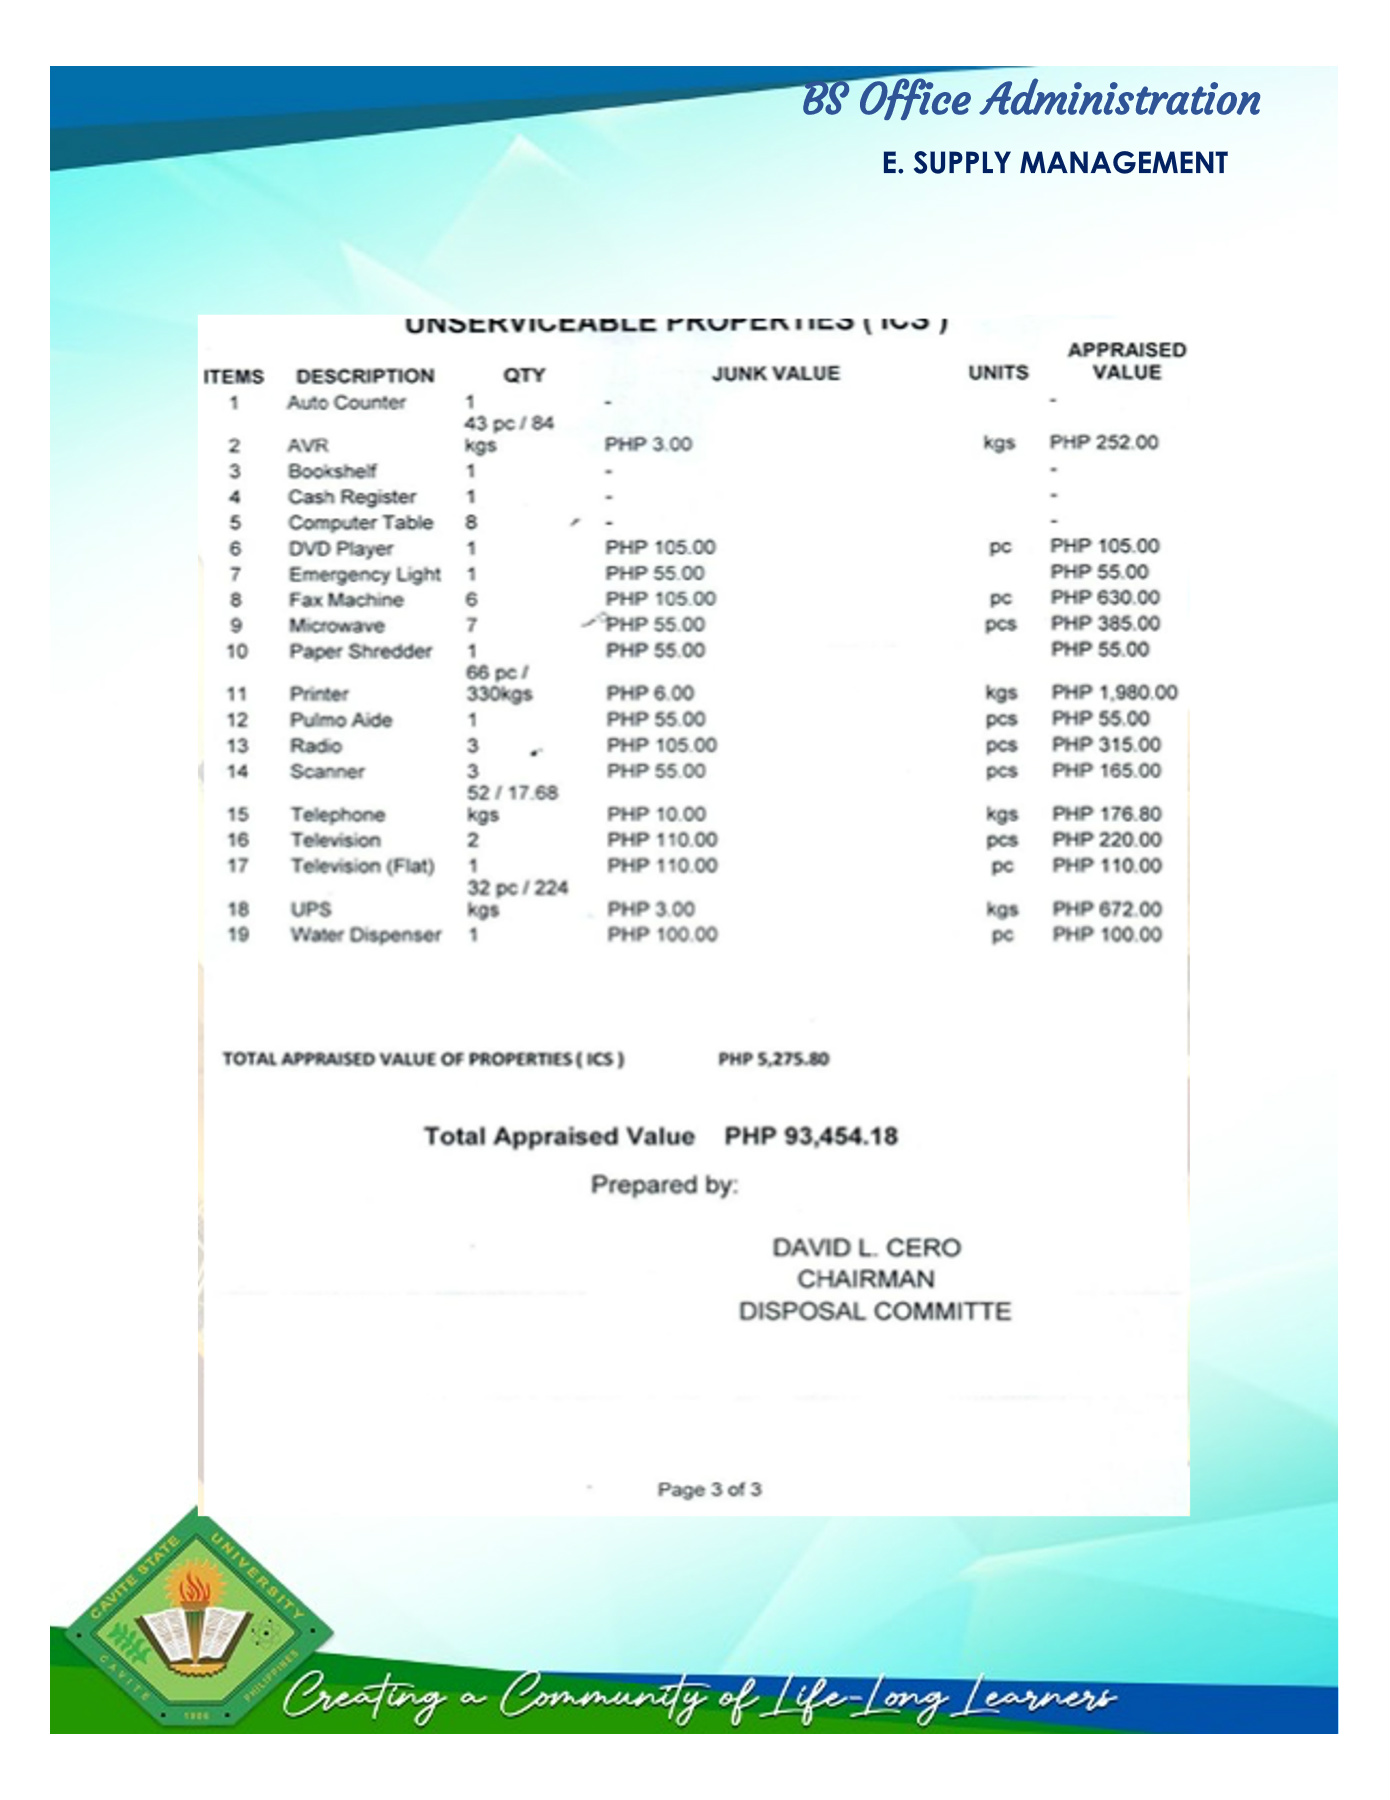 BS Office Administration
E. SUPPLY MANAGEMENT
UNSERVICEABLE PROPERTIES ( ICS )
ITEMS DESCRIPTION QTY JUNK VALUE UNITS APPRAISED VALUE
1 Auto Counter 1 - -
2 AVR 43 pc / 84 kgs PHP 3.00 kgs PHP 252.00
3 Bookshelf 1 - -
4 Cash Register 1 - -
5 Computer Table 8 - -
6 DVD Player 1 PHP 105.00 pc PHP 105.00
7 Emergency Light 1 PHP 55.00 PHP 55.00
8 Fax Machine 6 PHP 105.00 pc PHP 630.00
9 Microwave 7 PHP 55.00 pcs PHP 385.00
10 Paper Shredder 1 PHP 55.00 PHP 55.00
11 Printer 66 pc / 330kgs PHP 6.00 kgs PHP 1,980.00
12 Pulmo Aide 1 PHP 55.00 pcs PHP 55.00
13 Radio 3 PHP 105.00 pcs PHP 315.00
14 Scanner 3 PHP 55.00 pcs PHP 165.00
15 Telephone 52 / 17.68 kgs PHP 10.00 kgs PHP 176.80
16 Television 2 PHP 110.00 pcs PHP 220.00
17 Television (Flat) 1 PHP 110.00 pc PHP 110.00
18 UPS 32 pc / 224 kgs PHP 3.00 kgs PHP 672.00
19 Water Dispenser 1 PHP 100.00 pc PHP 100.00
TOTAL APPRAISED VALUE OF PROPERTIES ( ICS ) PHP 5,275.80
Total Appraised Value PHP 93,454.18
Prepared by:
DAVID L. CERO
CHAIRMAN
DISPOSAL COMMITTE
Page 3 of 3
CAVITE STATE UNIVERSITY
CAVITE PHILIPPINES
1906
Creating a Community of Life-Long Learners